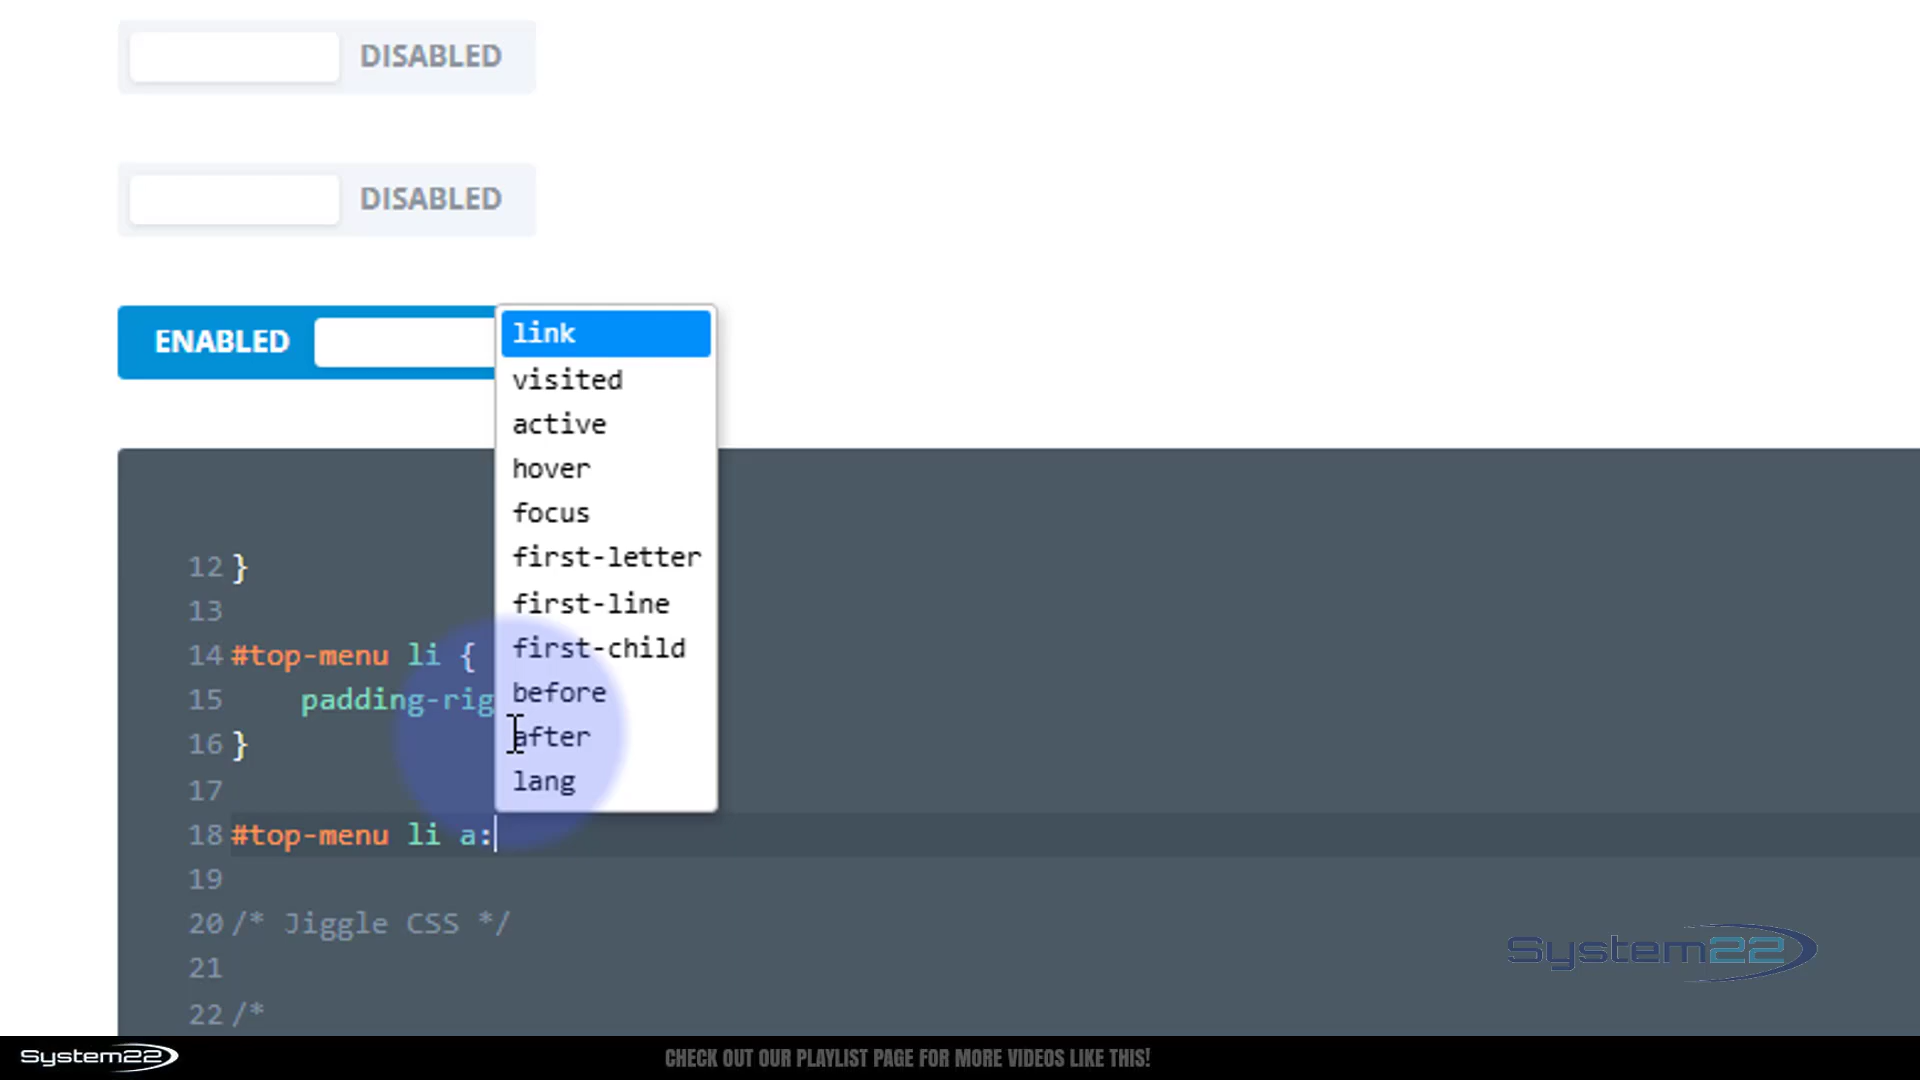 DISABLED
DISABLED
ENABLED
link
visited
active
hover
focus
first-letter
first-line
first-child
before
after
lang
12 }
13
14 #top-menu li {
15 padding-rig
16 }
17
18 #top-menu li a:
19
20 /* Jiggle CSS */
21
22 /*
System22
System22
CHECK OUT OUR PLAYLIST PAGE FOR MORE VIDEOS LIKE THIS!